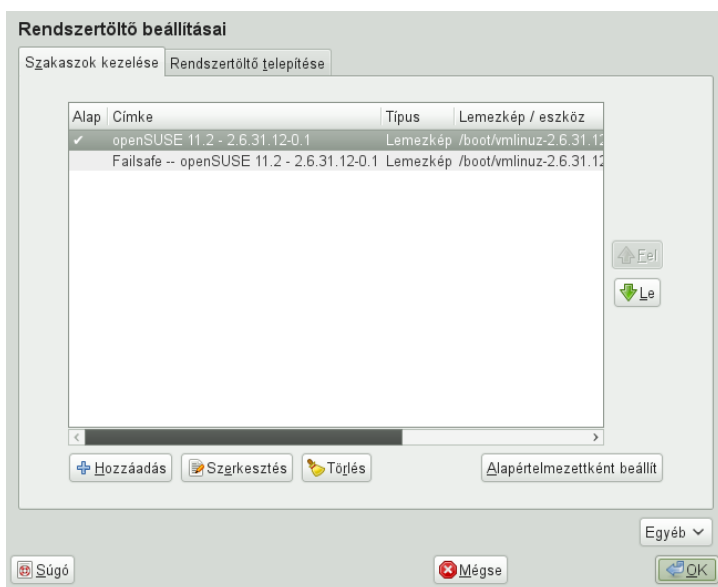 Rendszertöltő beállításai
Szakaszok kezelése Rendszertöltő telepítése
Alap Címke Típus Lemezkép / eszköz
✔ openSUSE 11.2 - 2.6.31.12-0.1 Lemezkép /boot/vmlinuz-2.6.31.12
Failsafe -- openSUSE 11.2 - 2.6.31.12-0.1 Lemezkép /boot/vmlinuz-2.6.31.12
Fel
Le
Hozzáadás Szerkesztés Törlés Alapértelmezettként beállít
Egyéb
Súgó Mégse OK